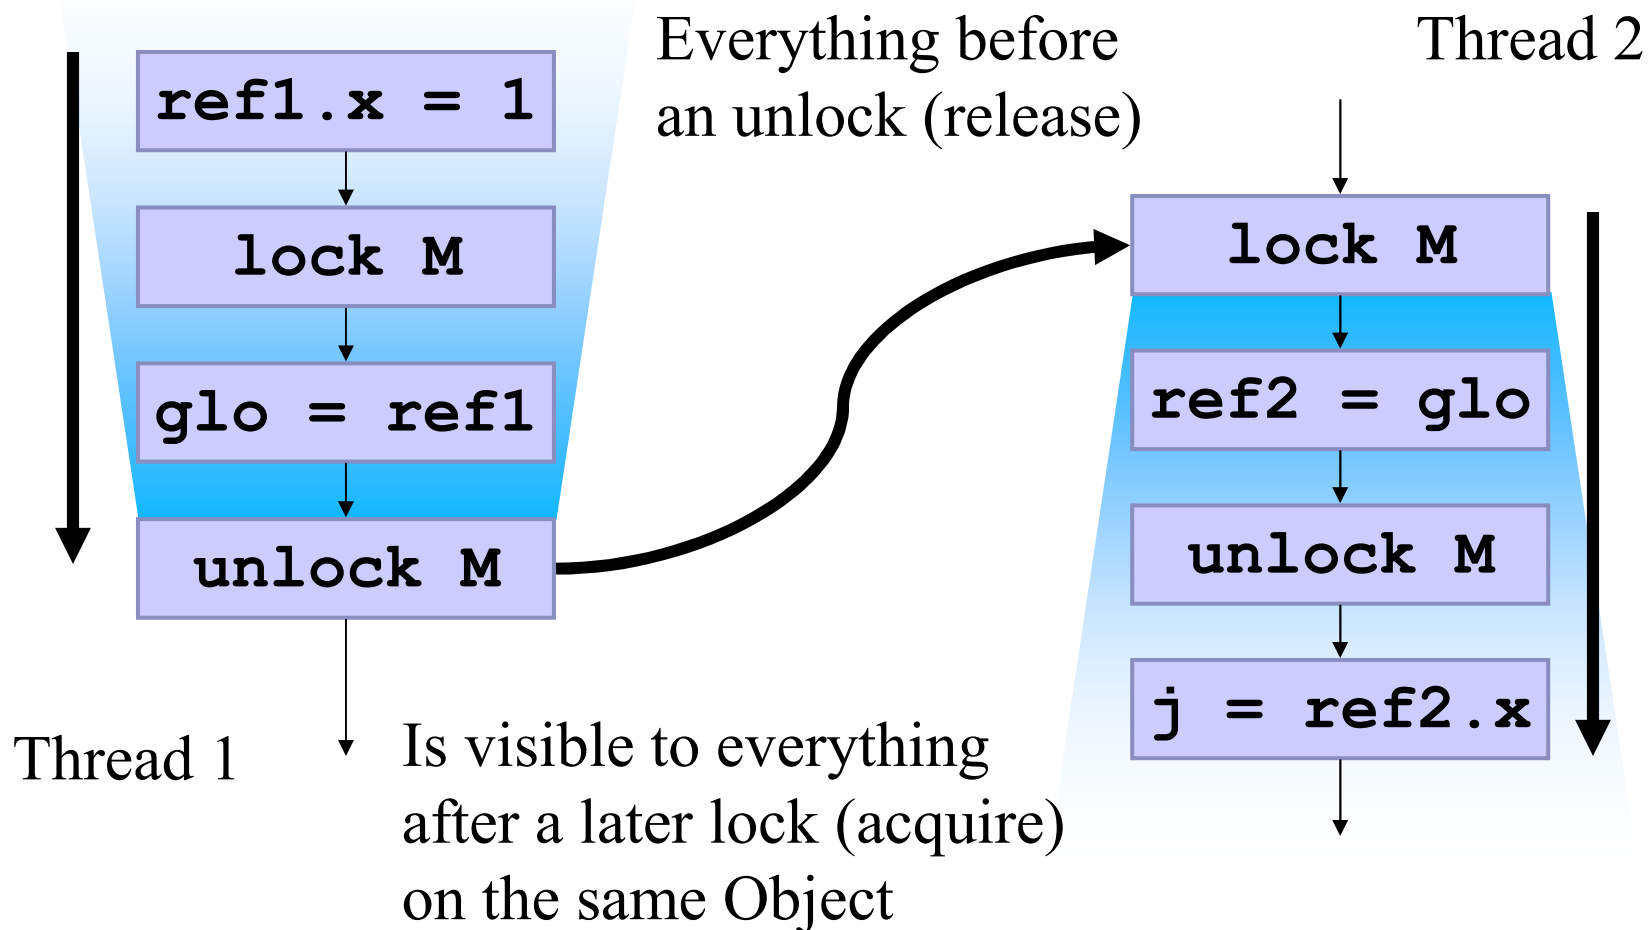 Everything before
an unlock (release)
Thread 2
ref1.x = 1
lock M
glo = ref1
unlock M
Thread 1
lock M
ref2 = glo
unlock M
j = ref2.x
Is visible to everything
after a later lock (acquire)
on the same Object